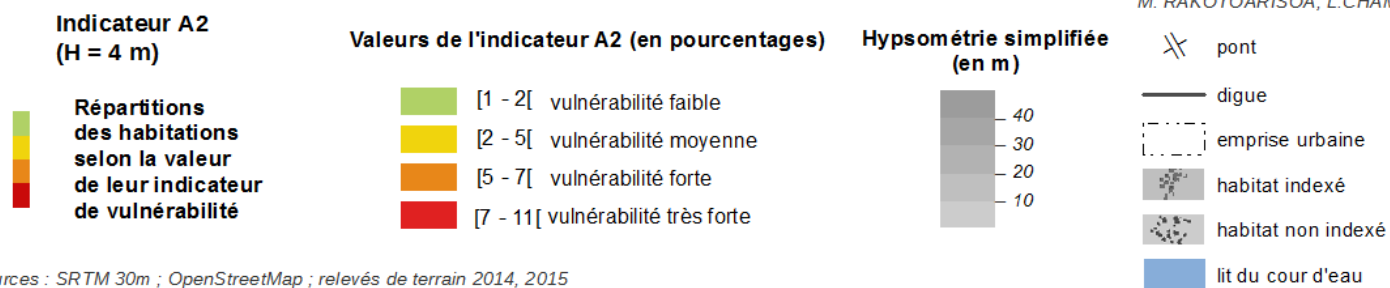 M. RAKOTOARISOA, L.CHAM
Indicateur A2
(H = 4 m)
Répartitions
des habitations
selon la valeur
de leur indicateur
de vulnérabilité
Valeurs de l'indicateur A2 (en pourcentages)
[1 - 2[ vulnérabilité faible
[2 - 5[ vulnérabilité moyenne
[5 - 7[ vulnérabilité forte
[7 - 11[ vulnérabilité très forte
Hypsométrie simplifiée
(en m)
40
30
20
10
pont
digue
emprise urbaine
habitat indexé
habitat non indexé
lit du cour d'eau
urces : SRTM 30m ; OpenStreetMap ; relevés de terrain 2014, 2015